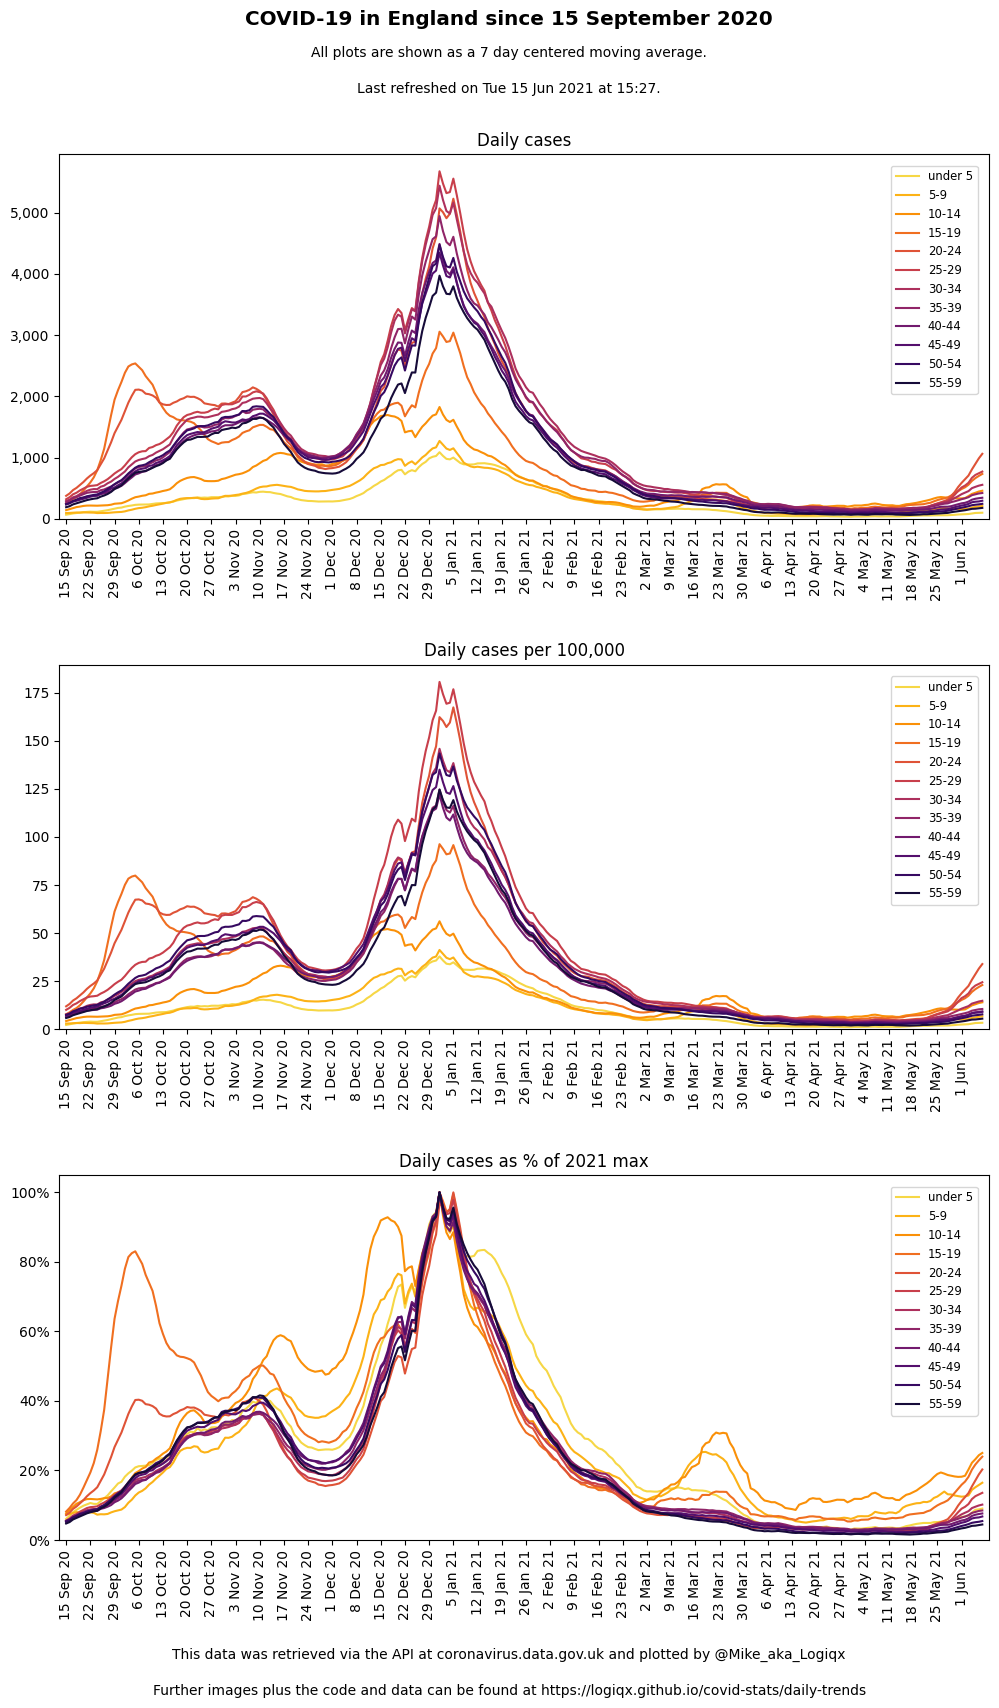 COVID-19 in England since 15 September 2020
All plots are shown as a 7 day centered moving average.
Last refreshed on Tue 15 Jun 2021 at 15:27.
Daily cases
5,000
4,000
3,000
2,000
1,000
0
under 5
5-9
10-14
15-19
20-24
25-29
30-34
35-39
40-44
45-49
50-54
55-59
15 Sep 20
22 Sep 20
29 Sep 20
6 Oct 20
13 Oct 20
20 Oct 20
27 Oct 20
3 Nov 20
10 Nov 20
17 Nov 20
24 Nov 20
1 Dec 20
8 Dec 20
15 Dec 20
22 Dec 20
29 Dec 20
5 Jan 21
12 Jan 21
19 Jan 21
26 Jan 21
2 Feb 21
9 Feb 21
16 Feb 21
23 Feb 21
2 Mar 21
9 Mar 21
16 Mar 21
23 Mar 21
30 Mar 21
6 Apr 21
13 Apr 21
20 Apr 21
27 Apr 21
4 May 21
11 May 21
18 May 21
25 May 21
1 Jun 21
Daily cases per 100,000
175
150
125
100
75
50
25
0
under 5
5-9
10-14
15-19
20-24
25-29
30-34
35-39
40-44
45-49
50-54
55-59
15 Sep 20
22 Sep 20
29 Sep 20
6 Oct 20
13 Oct 20
20 Oct 20
27 Oct 20
3 Nov 20
10 Nov 20
17 Nov 20
24 Nov 20
1 Dec 20
8 Dec 20
15 Dec 20
22 Dec 20
29 Dec 20
5 Jan 21
12 Jan 21
19 Jan 21
26 Jan 21
2 Feb 21
9 Feb 21
16 Feb 21
23 Feb 21
2 Mar 21
9 Mar 21
16 Mar 21
23 Mar 21
30 Mar 21
6 Apr 21
13 Apr 21
20 Apr 21
27 Apr 21
4 May 21
11 May 21
18 May 21
25 May 21
1 Jun 21
Daily cases as % of 2021 max
100%
80%
60%
40%
20%
0%
under 5
5-9
10-14
15-19
20-24
25-29
30-34
35-39
40-44
45-49
50-54
55-59
15 Sep 20
22 Sep 20
29 Sep 20
6 Oct 20
13 Oct 20
20 Oct 20
27 Oct 20
3 Nov 20
10 Nov 20
17 Nov 20
24 Nov 20
1 Dec 20
8 Dec 20
15 Dec 20
22 Dec 20
29 Dec 20
5 Jan 21
12 Jan 21
19 Jan 21
26 Jan 21
2 Feb 21
9 Feb 21
16 Feb 21
23 Feb 21
2 Mar 21
9 Mar 21
16 Mar 21
23 Mar 21
30 Mar 21
6 Apr 21
13 Apr 21
20 Apr 21
27 Apr 21
4 May 21
11 May 21
18 May 21
25 May 21
1 Jun 21
This data was retrieved via the API at coronavirus.data.gov.uk and plotted by @Mike_aka_Logiqx
Further images plus the code and data can be found at https://logiqx.github.io/covid-stats/daily-trends